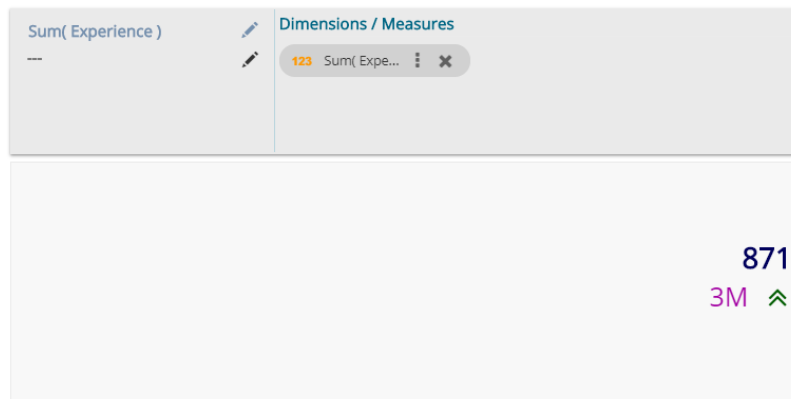 Sum( Experience )
---
Dimensions / Measures
123 Sum( Expe...
871
3M